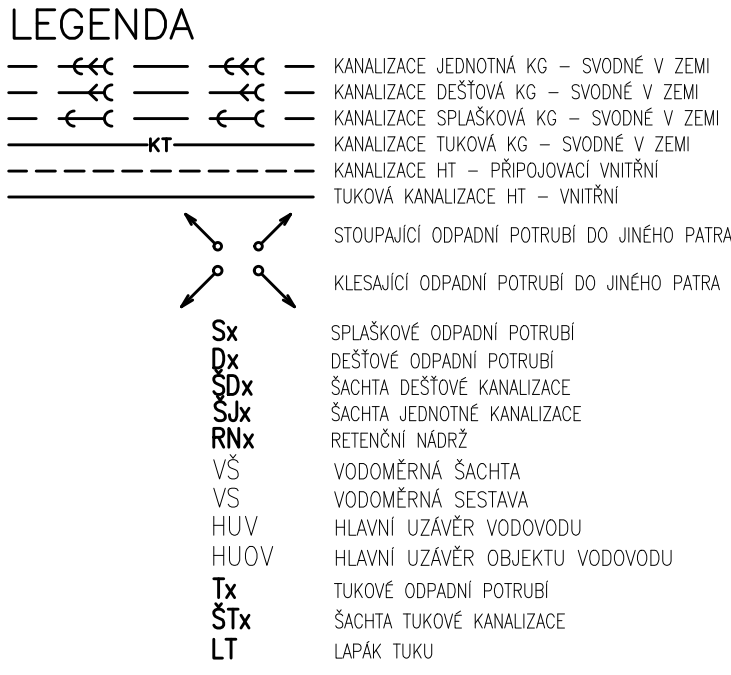 LEGENDA
KANALIZACE JEDNOTNÁ KG – SVODNÉ V ZEMI
KANALIZACE DEŠŤOVÁ KG – SVODNÉ V ZEMI
KANALIZACE SPLAŠKOVÁ KG – SVODNÉ V ZEMI
KT KANALIZACE TUKOVÁ KG – SVODNÉ V ZEMI
KANALIZACE HT – PŘIPOJOVACÍ VNITŘNÍ
TUKOVÁ KANALIZACE HT – VNITŘNÍ
STOUPAJÍCÍ ODPADNÍ POTRUBÍ DO JINÉHO PATRA
KLESAJÍCÍ ODPADNÍ POTRUBÍ DO JINÉHO PATRA
Sx SPLAŠKOVÉ ODPADNÍ POTRUBÍ
Dx DEŠŤOVÉ ODPADNÍ POTRUBÍ
ŠDx ŠACHTA DEŠŤOVÉ KANALIZACE
ŠJx ŠACHTA JEDNOTNÉ KANALIZACE
RNx RETENČNÍ NÁDRŽ
VŠ VODOMĚRNÁ ŠACHTA
VS VODOMĚRNÁ SESTAVA
HUV HLAVNÍ UZÁVĚR VODOVODU
HUOV HLAVNÍ UZÁVĚR OBJEKTU VODOVODU
Tx TUKOVÉ ODPADNÍ POTRUBÍ
ŠTx ŠACHTA TUKOVÉ KANALIZACE
LT LAPÁK TUKU